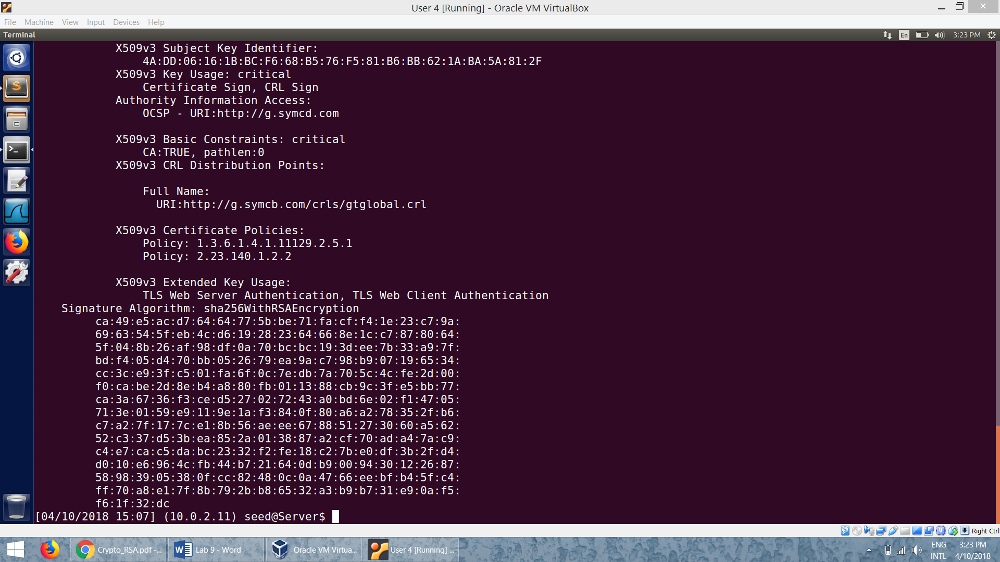 User 4 [Running] - Oracle VM VirtualBox
File Machine View Input Devices Help
Terminal
En
3:23 PM
X509v3 Subject Key Identifier:
4A:DD:06:16:1B:BC:F6:68:B5:76:F5:81:B6:BB:62:1A:BA:5A:81:2F
X509v3 Key Usage: critical
Certificate Sign, CRL Sign
Authority Information Access:
OCSP - URI:http://g.symcd.com
X509v3 Basic Constraints: critical
CA:TRUE, pathlen:0
X509v3 CRL Distribution Points:
Full Name:
URI:http://g.symcb.com/crls/gtglobal.crl
X509v3 Certificate Policies:
Policy: 1.3.6.1.4.1.11129.2.5.1
Policy: 2.23.140.1.2.2
X509v3 Extended Key Usage:
TLS Web Server Authentication, TLS Web Client Authentication
Signature Algorithm: sha256WithRSAEncryption
ca:49:e5:ac:d7:64:64:77:5b:be:71:fa:cf:f4:1e:23:c7:9a:
69:63:54:5f:eb:4c:d6:19:28:23:64:66:8e:1c:c7:87:80:64:
5f:04:8b:26:af:98:df:0a:70:bc:bc:19:3d:ee:7b:33:a9:7f:
bd:f4:05:d4:70:bb:05:26:79:ea:9a:c7:98:b9:07:19:65:34:
cc:3c:e9:3f:c5:01:fa:6f:0c:7e:db:7a:70:5c:4c:fe:2d:00:
f0:ca:be:2d:8e:b4:a8:80:fb:01:13:88:cb:9c:3f:e5:bb:77:
ca:3a:67:36:f3:ce:d5:27:02:72:43:a0:bd:6e:02:f1:47:05:
71:3e:01:59:e9:11:9e:1a:f3:84:0f:80:a6:a2:78:35:2f:b6:
c7:a2:7f:17:7c:e1:8b:56:ae:ee:67:88:51:27:30:60:a5:62:
52:c3:37:d5:3b:ea:85:2a:01:38:87:a2:cf:70:ad:a4:7a:c9:
c4:e7:ca:c5:da:bc:23:32:f2:fe:18:c2:7b:e0:df:3b:2f:d4:
d0:10:e6:96:4c:fb:44:b7:21:64:0d:b9:00:94:30:12:26:87:
58:98:39:05:38:0f:cc:82:48:0c:0a:47:66:ee:bf:b4:5f:c4:
ff:70:a8:e1:7f:8b:79:2b:b8:65:32:a3:b9:b7:31:e9:0a:f5:
f6:1f:32:dc
[04/10/2018 15:07] (10.0.2.11) seed@Server$
Right Ctrl
Crypto_RSA.pdf -...
Lab 9 - Word
Oracle VM Virtua...
User 4 [Running] ...
ENG
INTL
3:23 PM
4/10/2018